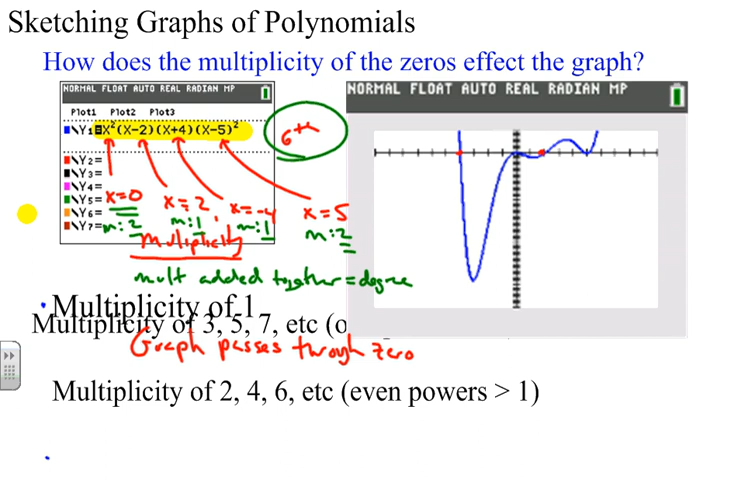 Sketching Graphs of Polynomials
How does the multiplicity of the zeros effect the graph?
NORMAL FLOAT AUTO REAL RADIAN MP
Plot1 Plot2 Plot3
\Y1=X²(X-2)(X+4)(X-5)²
\Y2=
\Y3=
\Y4=
\Y5=
\Y6=
\Y7=
6th
x=0 x=2 x=-4 x=5
m:2 m:1 m:1 m:2
Multiplicity
mult added together = degree
NORMAL FLOAT AUTO REAL RADIAN MP
• Multiplicity of 1
Multiplicity of 3, 5, 7, etc (o
Graph passes through zero
Multiplicity of 2, 4, 6, etc (even powers > 1)